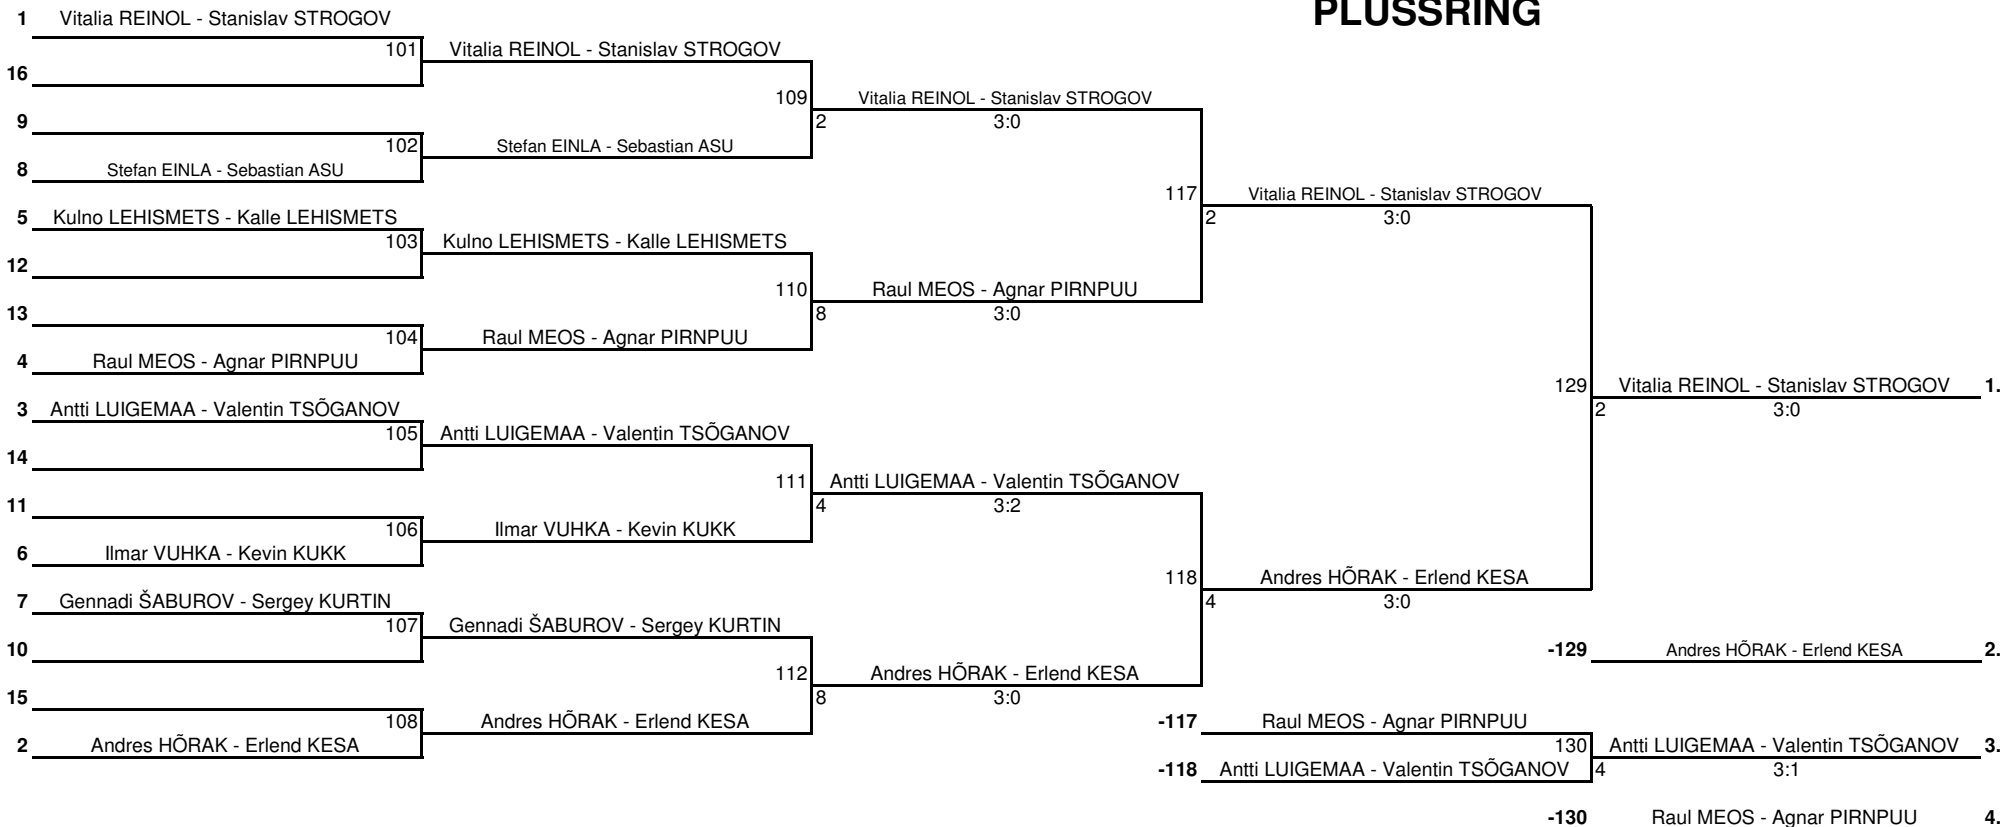 PLUSSRING
1 Vitalia REINOL - Stanislav STROGOV
101 Vitalia REINOL - Stanislav STROGOV
16
109 Vitalia REINOL - Stanislav STROGOV
9 2 3:0
102 Stefan EINLA - Sebastian ASU
8 Stefan EINLA - Sebastian ASU
117 Vitalia REINOL - Stanislav STROGOV
5 Kulno LEHISMETS - Kalle LEHISMETS 2 3:0
103 Kulno LEHISMETS - Kalle LEHISMETS
12
110 Raul MEOS - Agnar PIRNPUU
13 8 3:0
104 Raul MEOS - Agnar PIRNPUU
4 Raul MEOS - Agnar PIRNPUU
129 Vitalia REINOL - Stanislav STROGOV 1.
3 Antti LUIGEMAA - Valentin TSÕGANOV 2 3:0
105 Antti LUIGEMAA - Valentin TSÕGANOV
14
111 Antti LUIGEMAA - Valentin TSÕGANOV
11 4 3:2
106 Ilmar VUHKA - Kevin KUKK
6 Ilmar VUHKA - Kevin KUKK
118 Andres HÕRAK - Erlend KESA
7 Gennadi ŠABUROV - Sergey KURTIN 4 3:0
107 Gennadi ŠABUROV - Sergey KURTIN
10 -129 Andres HÕRAK - Erlend KESA 2.
112 Andres HÕRAK - Erlend KESA
15 8 3:0
108 Andres HÕRAK - Erlend KESA -117 Raul MEOS - Agnar PIRNPUU
2 Andres HÕRAK - Erlend KESA 130 Antti LUIGEMAA - Valentin TSÕGANOV 3.
-118 Antti LUIGEMAA - Valentin TSÕGANOV 4 3:1
-130 Raul MEOS - Agnar PIRNPUU 4.